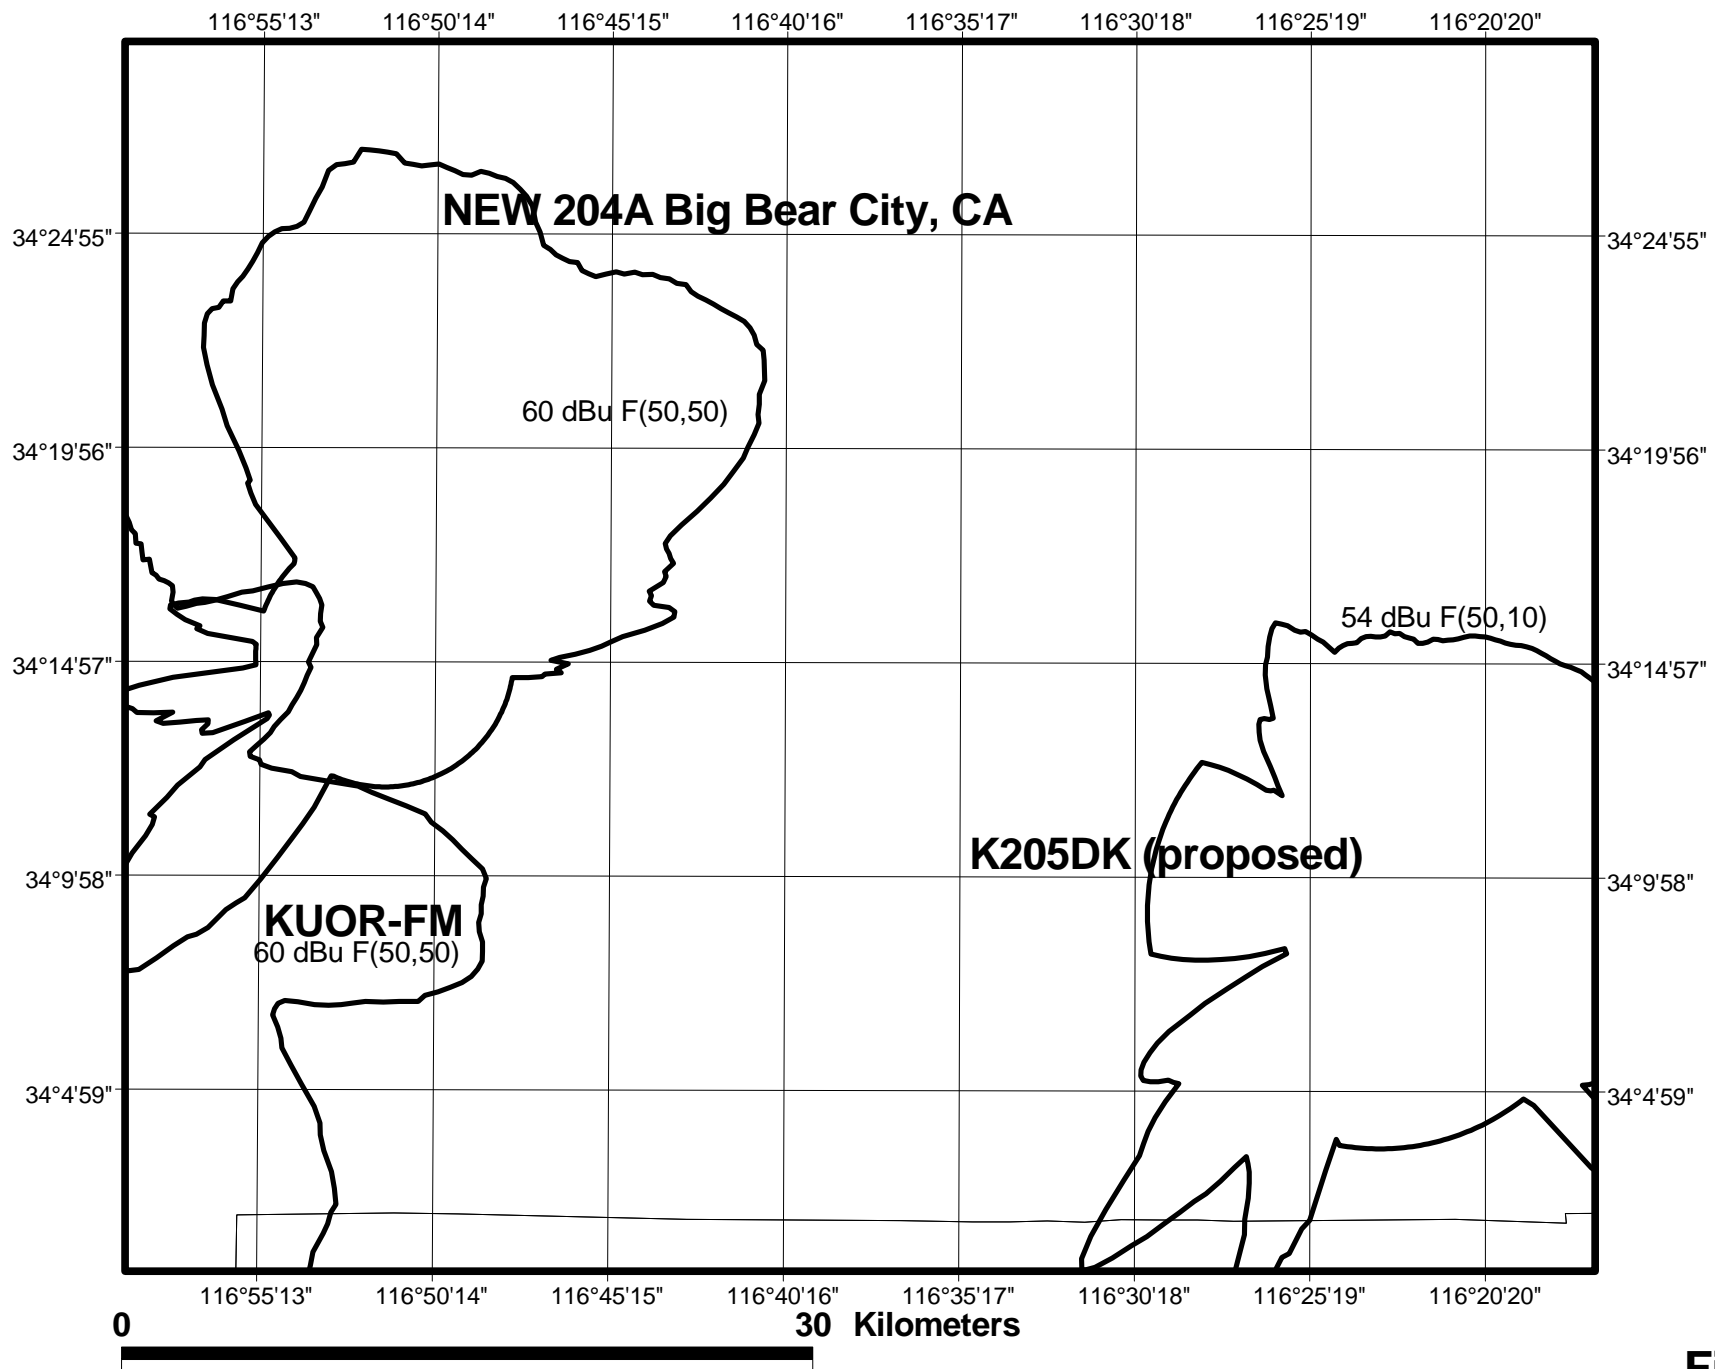 116°55'13" 116°50'14" 116°45'15" 116°40'16" 116°35'17" 116°30'18" 116°25'19" 116°20'20"
NEW 204A Big Bear City, CA
34°24'55" 34°24'55"
60 dBu F(50,50)
34°19'56" 34°19'56"
54 dBu F(50,10)
34°14'57" 34°14'57"
K205DK (proposed)
34°9'58" 34°9'58"
KUOR-FM
60 dBu F(50,50)
34°4'59" 34°4'59"
116°55'13" 116°50'14" 116°45'15" 116°40'16" 116°35'17" 116°30'18" 116°25'19" 116°20'20"
0 30 Kilometers